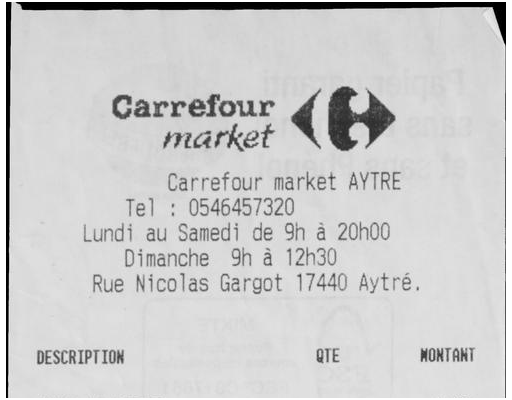 Carrefour
market
Carrefour market AYTRE
Tel : 0546457320
Lundi au Samedi de 9h à 20h00
Dimanche 9h à 12h30
Rue Nicolas Gargot 17440 Aytré.
DESCRIPTION QTE MONTANT